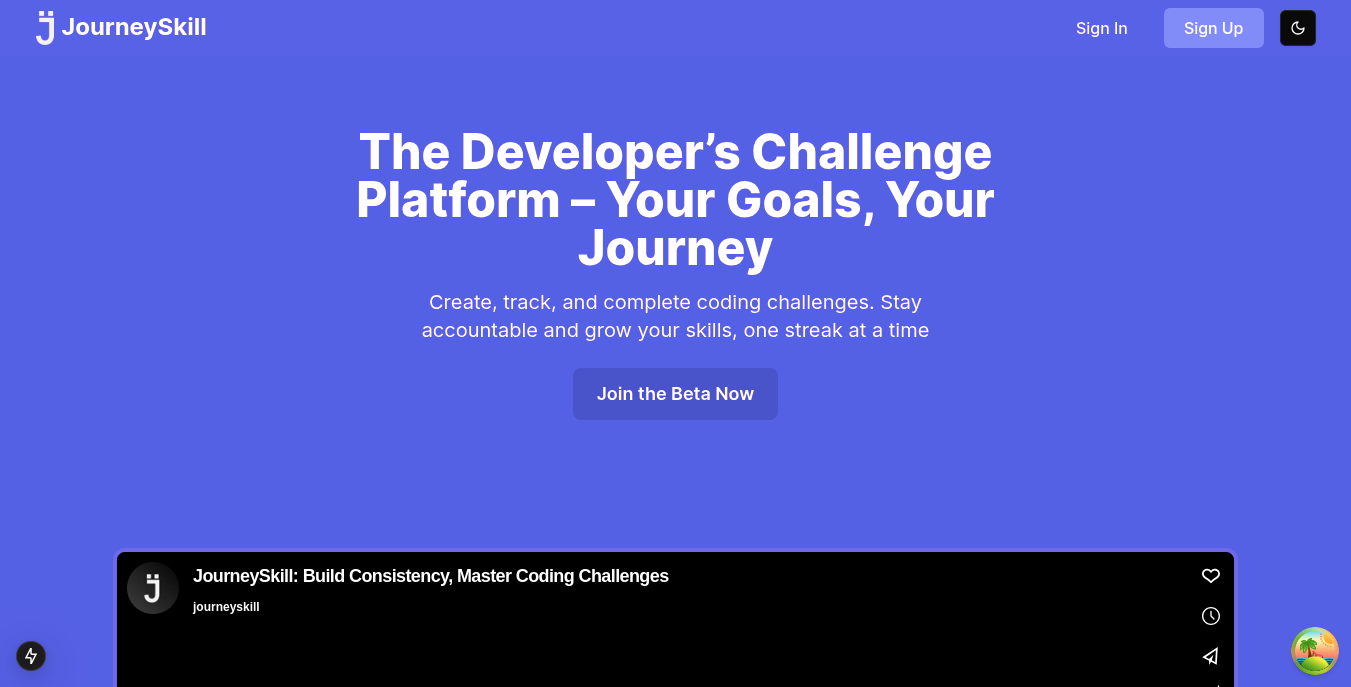 JourneySkill
Sign In
Sign Up
The Developer’s Challenge
Platform – Your Goals, Your
Journey
Create, track, and complete coding challenges. Stay
accountable and grow your skills, one streak at a time
Join the Beta Now
JourneySkill: Build Consistency, Master Coding Challenges
journeyskill